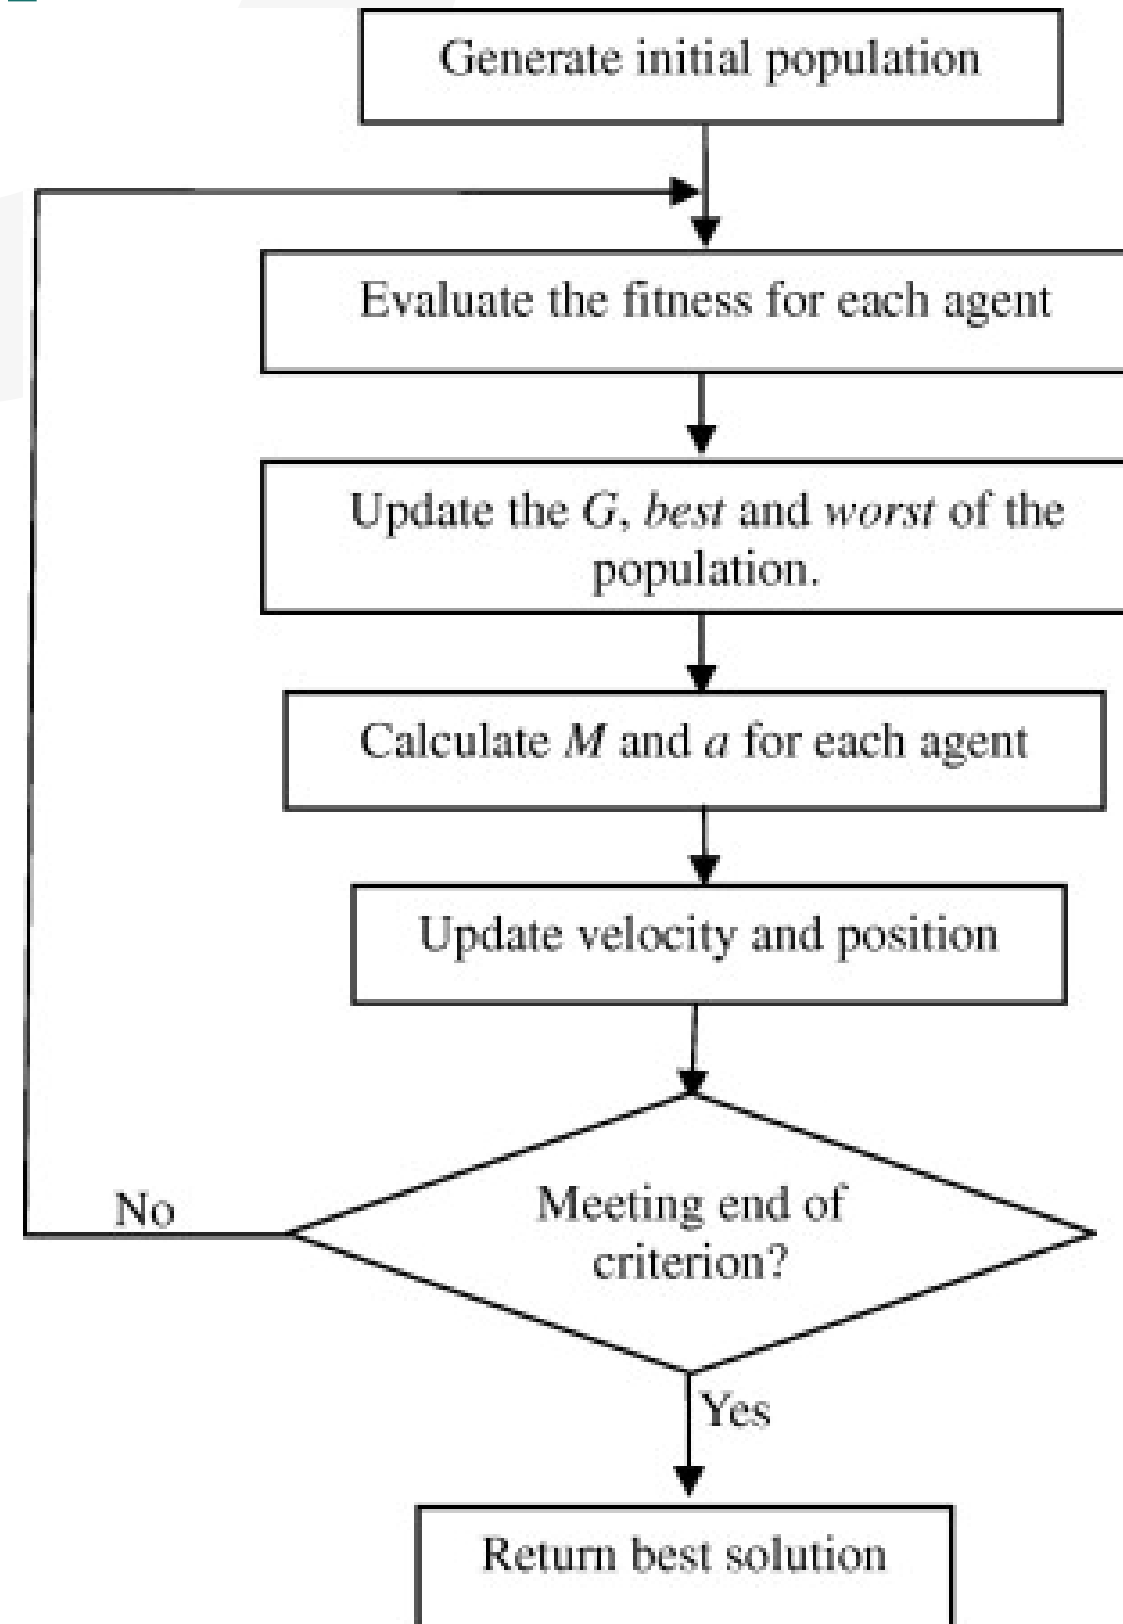 Generate initial population
Evaluate the fitness for each agent
Update the G, best and worst of the
population.
Calculate M and a for each agent
Update velocity and position
Meeting end of
criterion?
No
Yes
Return best solution